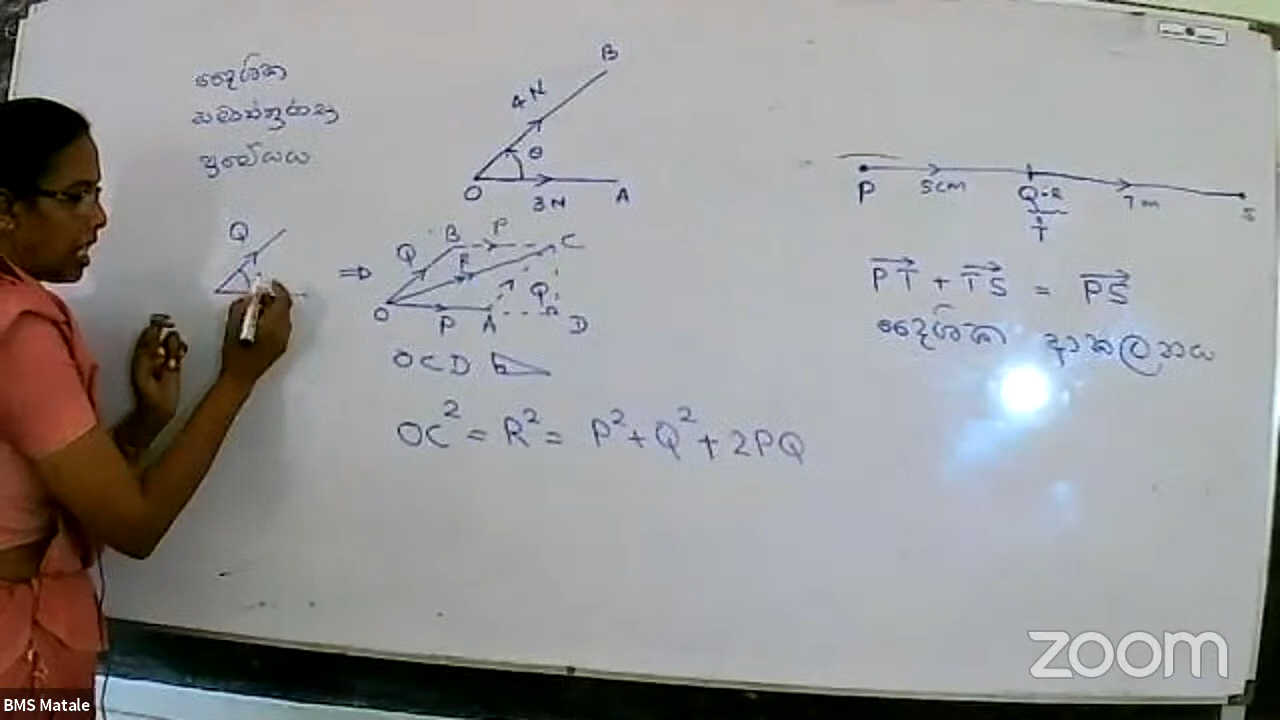 දෛශික
සමාන්තරාස්‍ර
ප්‍රමේයය
B
4N
θ
O
3N
A
P
5cm
Q-R
T
7m
S
Q
⇒
Q
B
P
C
R
Q
O
P
A
D
OCD
PT + TS = PS
දෛශික ආකලනය
OC² = R² = P² + Q² + 2PQ
zoom
BMS Matale